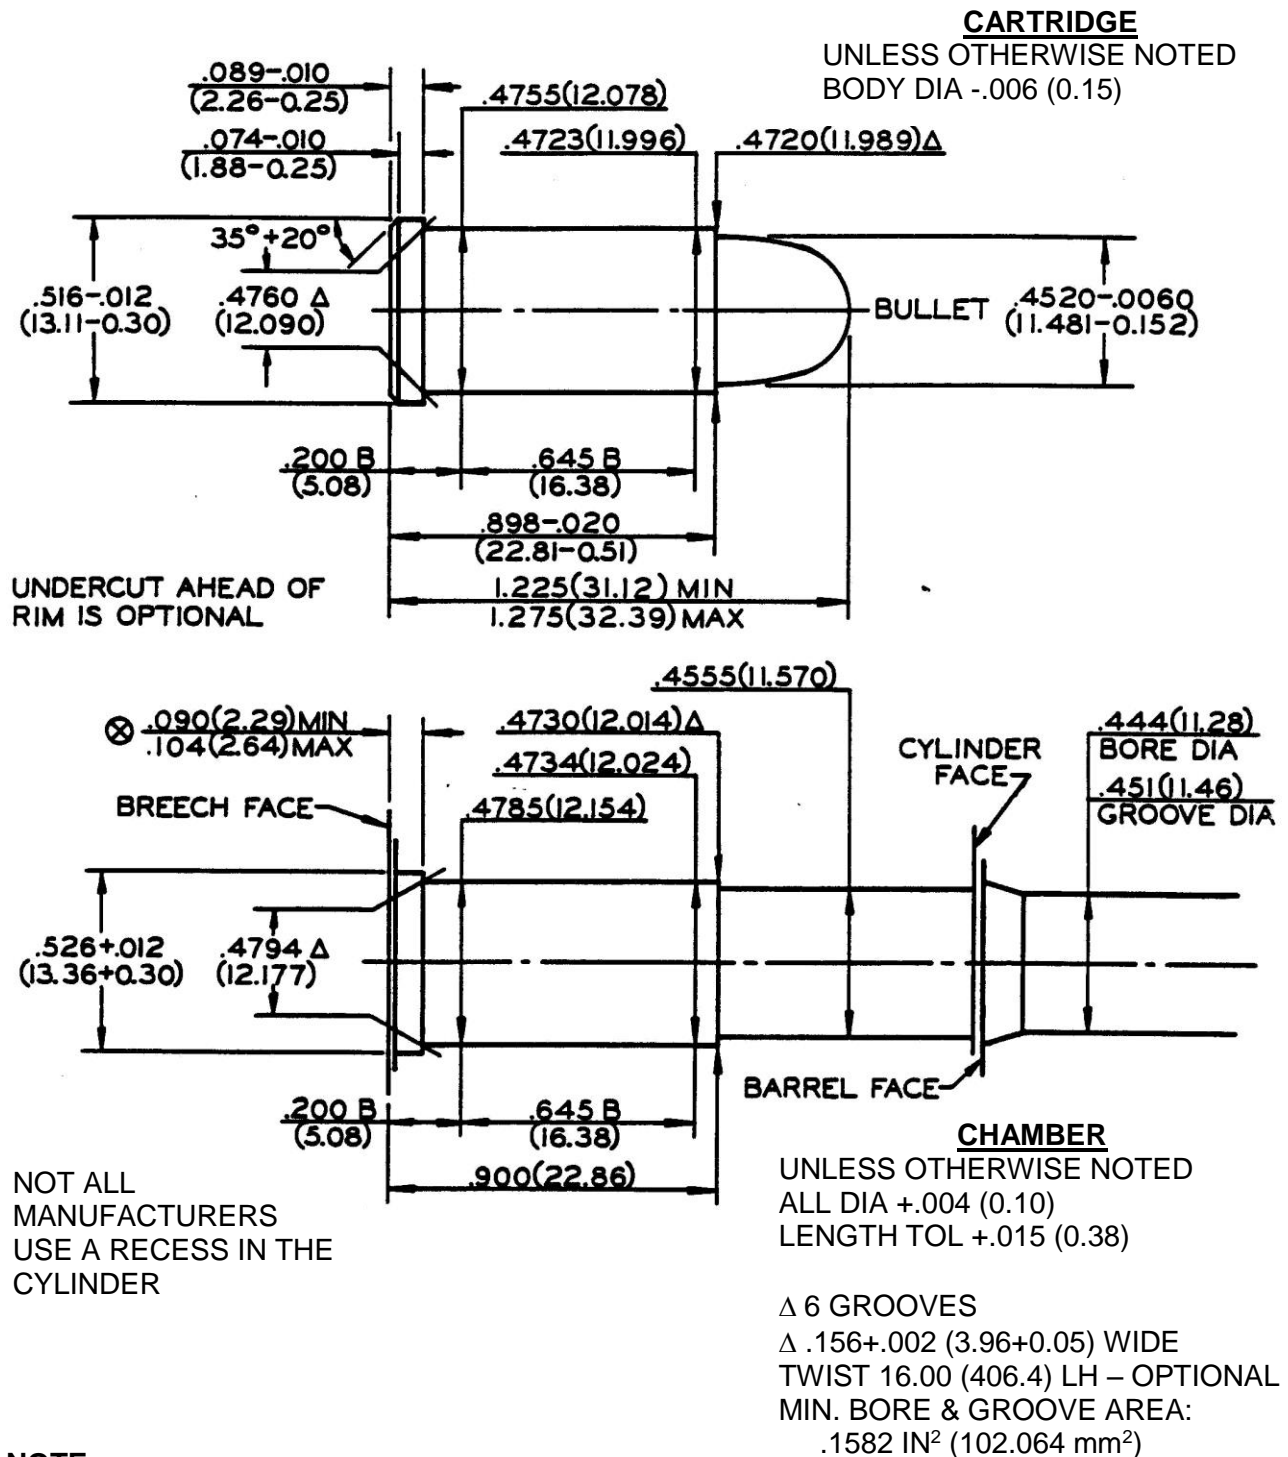 CARTRIDGE
UNLESS OTHERWISE NOTED
BODY DIA -.006 (0.15)
.089-.010
(2.26-0.25)
.4755(12.078)
.074-.010
(1.88-0.25)
.4723(11.996)
.4720(11.989)Δ
35°+20°
.516-.012
(13.11-0.30)
.4760 Δ
(12.090)
BULLET
.4520-.0060
(11.481-0.152)
.200 B
(5.08)
.645 B
(16.38)
.898-.020
(22.81-0.51)
UNDERCUT AHEAD OF
RIM IS OPTIONAL
1.225(31.12) MIN
1.275(32.39) MAX
.4555(11.570)
⊗ .090(2.29)MIN
.104(2.64)MAX
.4730(12.014)Δ
.4734(12.024)
.4785(12.154)
CYLINDER
FACE
.444(11.28)
BORE DIA
.451(11.46)
GROOVE DIA
BREECH FACE
.526+.012
(13.36+0.30)
.4794 Δ
(12.177)
BARREL FACE
.200 B
(5.08)
.645 B
(16.38)
.900(22.86)
NOT ALL
MANUFACTURERS
USE A RECESS IN THE
CYLINDER
CHAMBER
UNLESS OTHERWISE NOTED
ALL DIA +.004 (0.10)
LENGTH TOL +.015 (0.38)
Δ 6 GROOVES
Δ .156+.002 (3.96+0.05) WIDE
TWIST 16.00 (406.4) LH – OPTIONAL
MIN. BORE & GROOVE AREA:
.1582 IN² (102.064 mm²)
NOTE